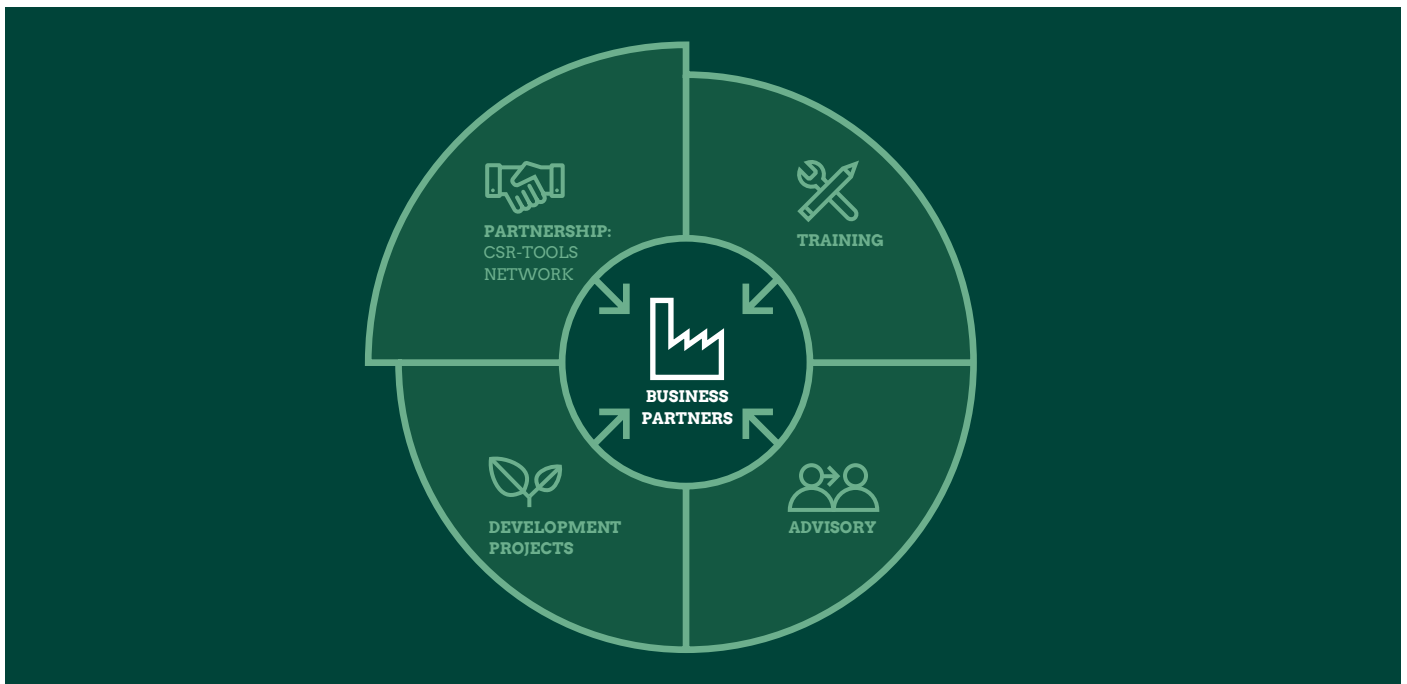 PARTNERSHIP:
CSR-TOOLS
NETWORK
TRAINING
BUSINESS
PARTNERS
DEVELOPMENT
PROJECTS
ADVISORY